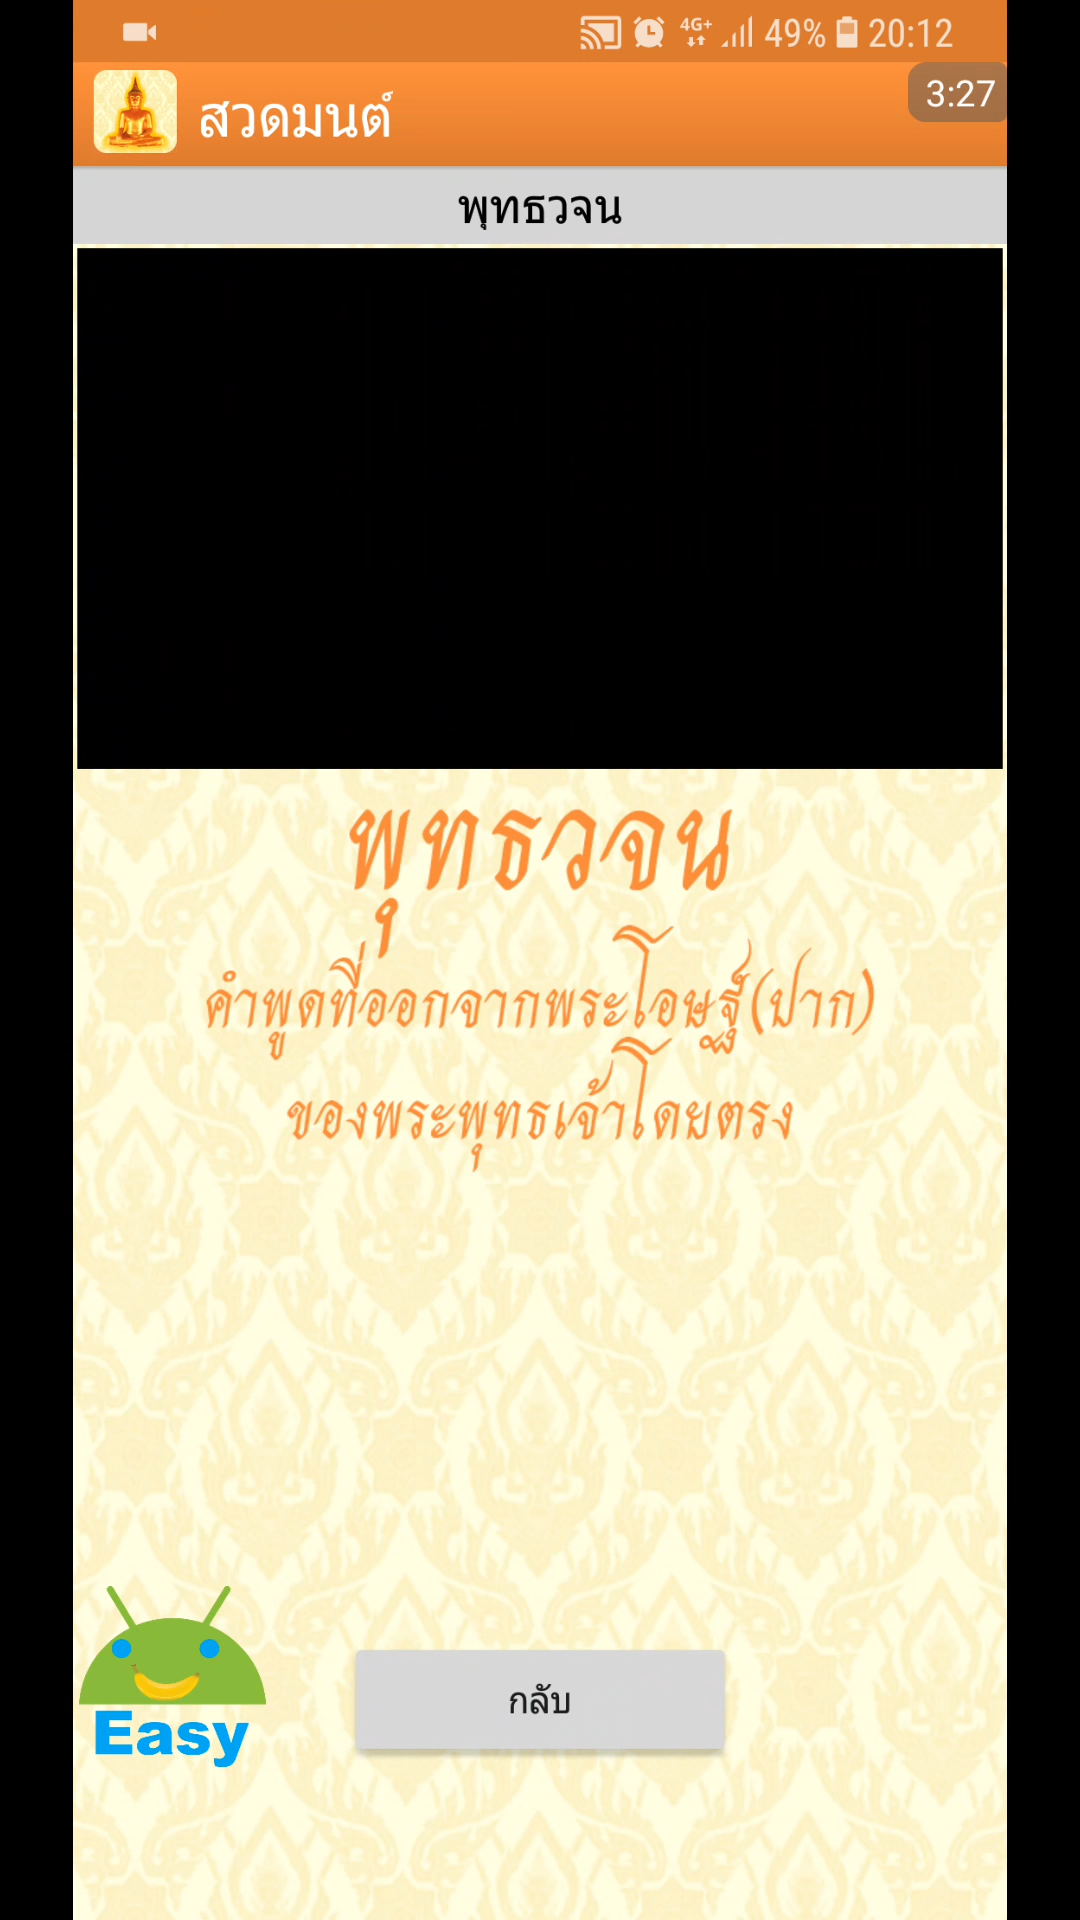 4G+ 49% 20:12
สวดมนต์
3:27
พุทธวจน
พุทธวจน
คำพูดที่ออกจากพระโอษฐ์(ปาก)
ของพระพุทธเจ้าโดยตรง
กลับ
Easy